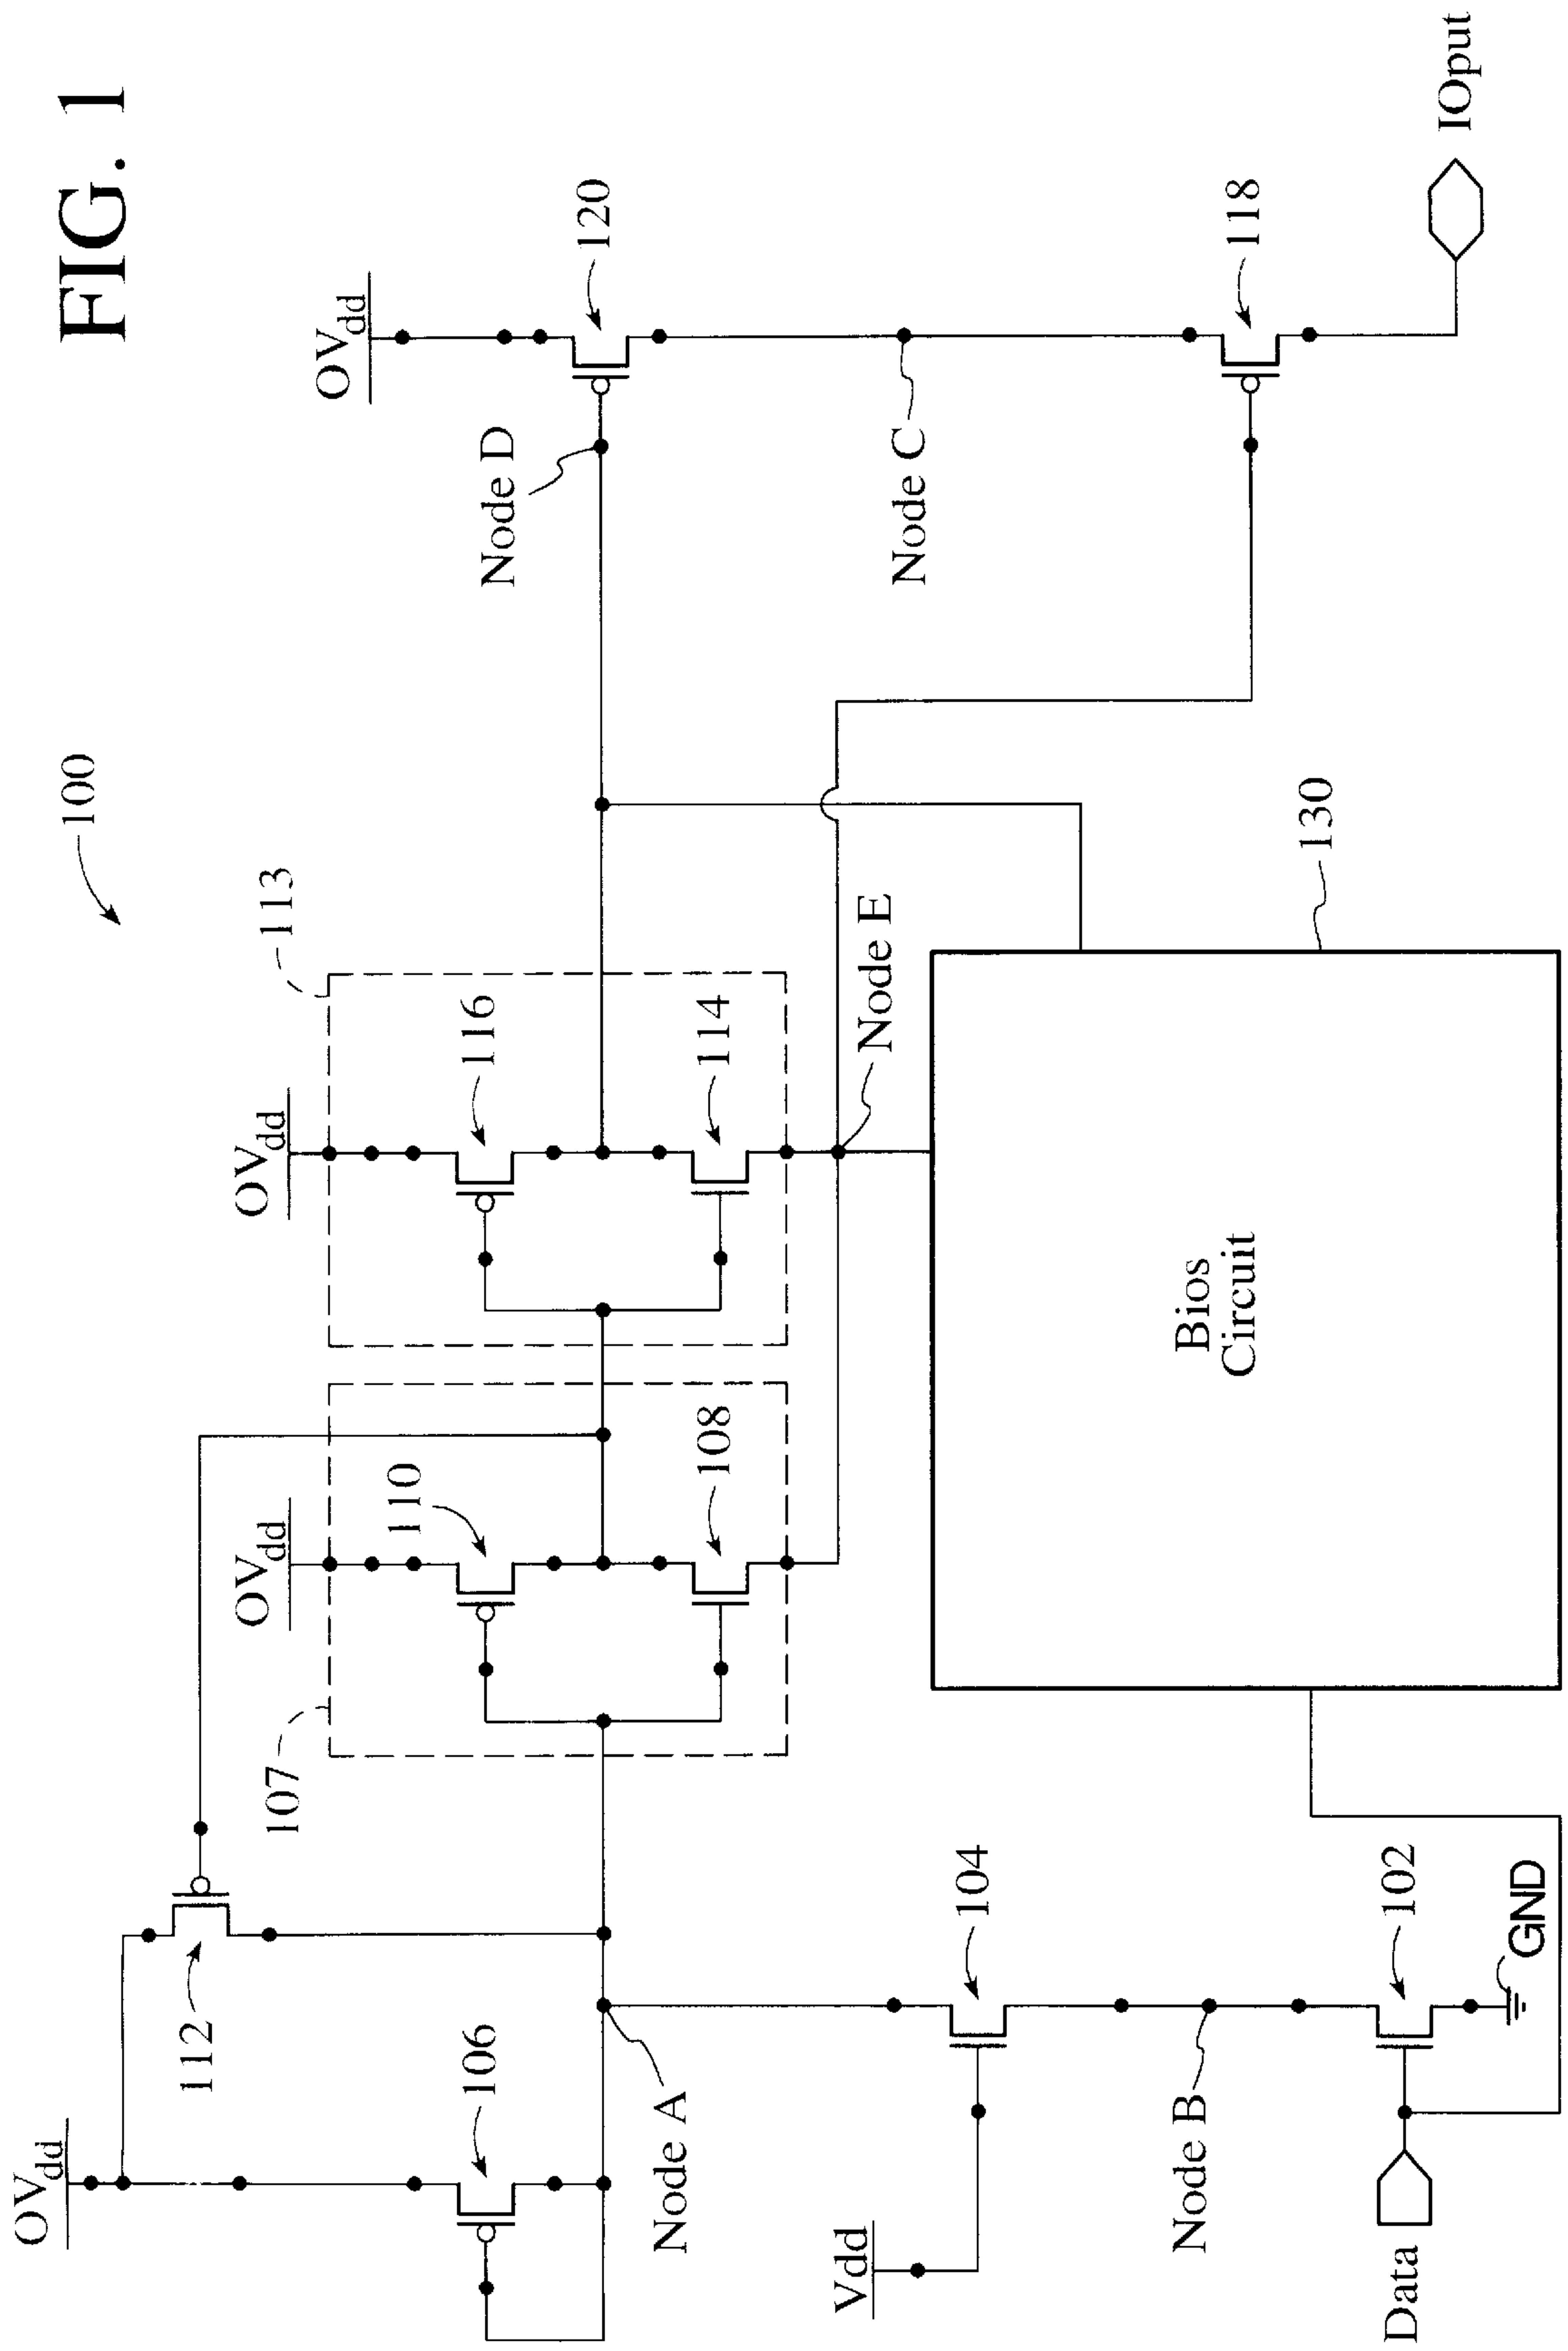 FIG. 1
100
OVdd
112
106
Node A
Vdd
104
Node B
102
Data
GND
107
OVdd
110
108
113
OVdd
116
114
Node E
Bios
Circuit
130
OVdd
120
Node D
Node C
118
IOput